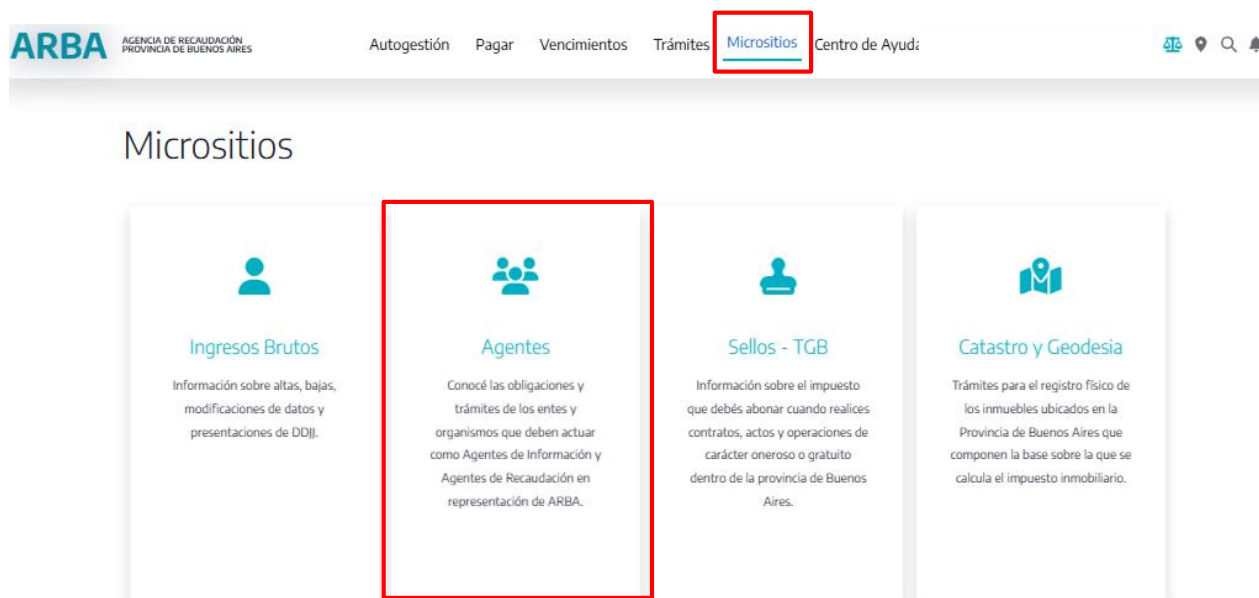 ARBA
AGENCIA DE RECAUDACIÓN
PROVINCIA DE BUENOS AIRES
Autogestión Pagar Vencimientos Trámites Micrositios Centro de Ayuda
Micrositios
Ingresos Brutos
Información sobre altas, bajas,
modificaciones de datos y
presentaciones de DDJJ.
Agentes
Conocé las obligaciones y
trámites de los entes y
organismos que deben actuar
como Agentes de Información y
Agentes de Recaudación en
representación de ARBA.
Sellos - TGB
Información sobre el impuesto
que debés abonar cuando realices
contratos, actos y operaciones de
carácter oneroso o gratuito
dentro de la provincia de Buenos
Aires.
Catastro y Geodesia
Trámites para el registro físico de
los inmuebles ubicados en la
Provincia de Buenos Aires que
componen la base sobre la que se
calcula el impuesto inmobiliario.